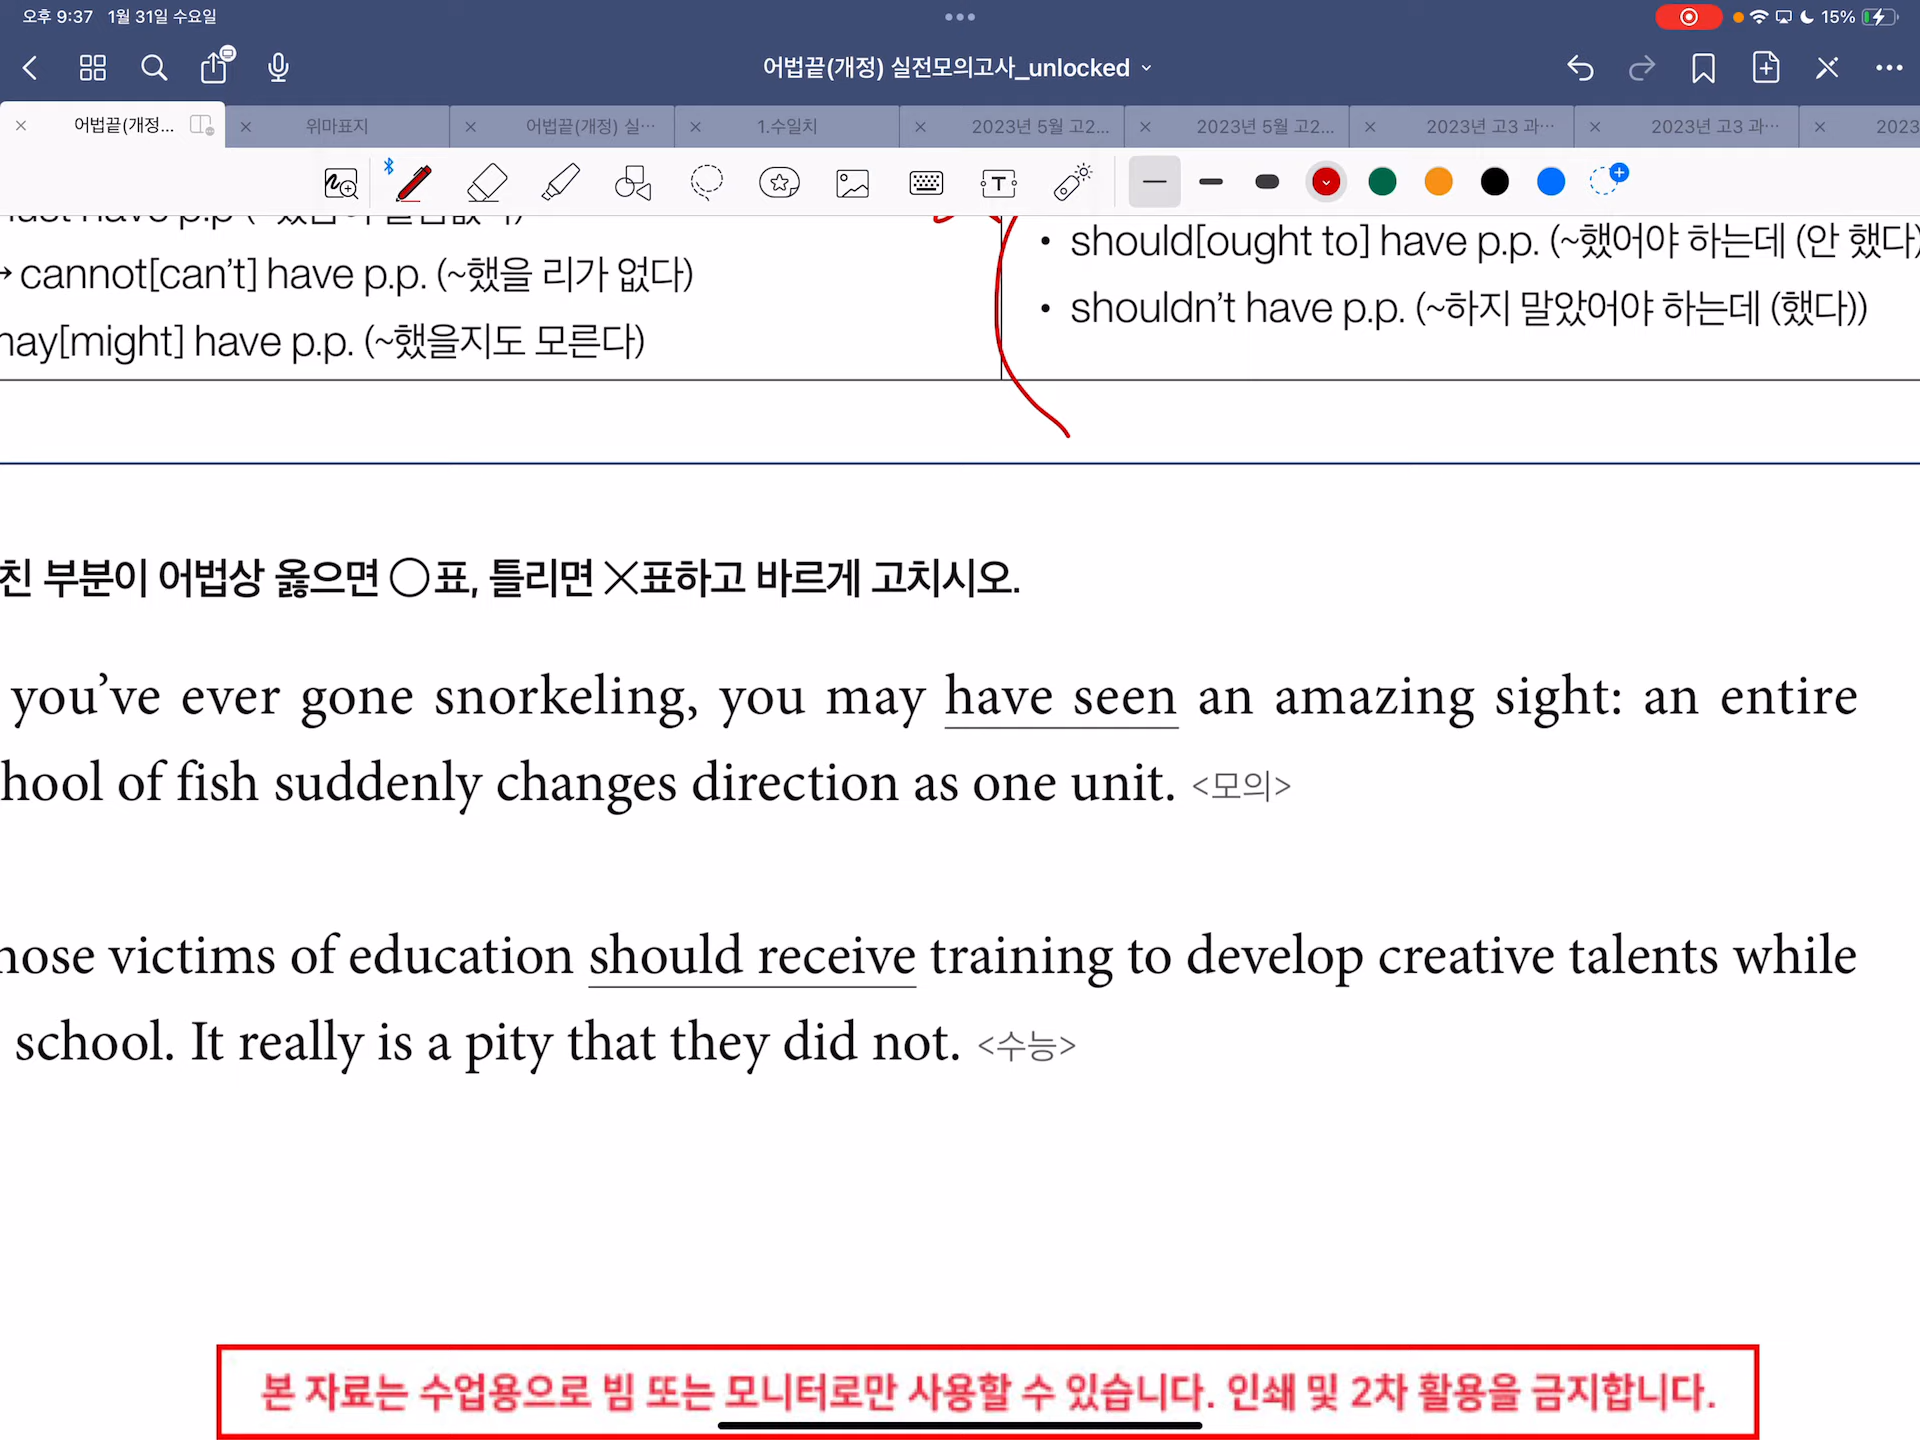 오후 9:37 1월 31일 수요일
15%
어법끝(개정) 실전모의고사_unlocked
어법끝(개정...
위마표지
어법끝(개정) 실...
1.수일치
2023년 5월 고2...
2023년 5월 고2...
2023년 고3 과...
2023년 고3 과...
2023
have p.p
→ cannot[can't] have p.p. (~했을 리가 없다)
may[might] have p.p. (~했을지도 모른다)
• should[ought to] have p.p. (~했어야 하는데 (안 했다)
• shouldn't have p.p. (~하지 말았어야 하는데 (했다))
친 부분이 어법상 옳으면 ○표, 틀리면 ×표하고 바르게 고치시오.
you've ever gone snorkeling, you may have seen an amazing sight: an entire
hool of fish suddenly changes direction as one unit. <모의>
hose victims of education should receive training to develop creative talents while
school. It really is a pity that they did not. <수능>
본 자료는 수업용으로 빔 또는 모니터로만 사용할 수 있습니다. 인쇄 및 2차 활용을 금지합니다.